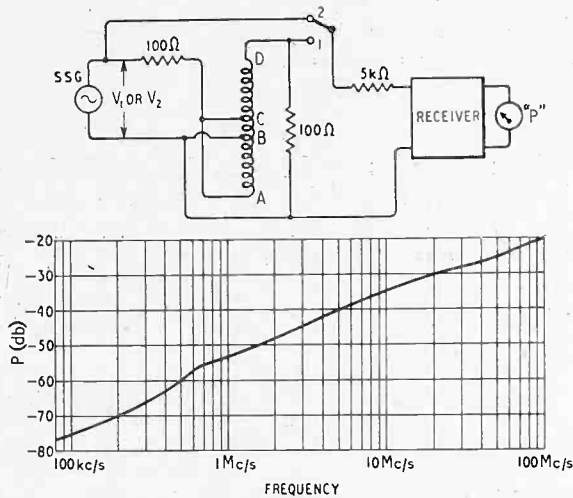 2
100Ω
1
D
SSG
V₁ OR V₂
5kΩ
C
B
100Ω
RECEIVER
"P"
A
-20
-30
-40
-50
-60
-70
-80
P (db)
100kc/s
1Mc/s
10Mc/s
100Mc/s
FREQUENCY